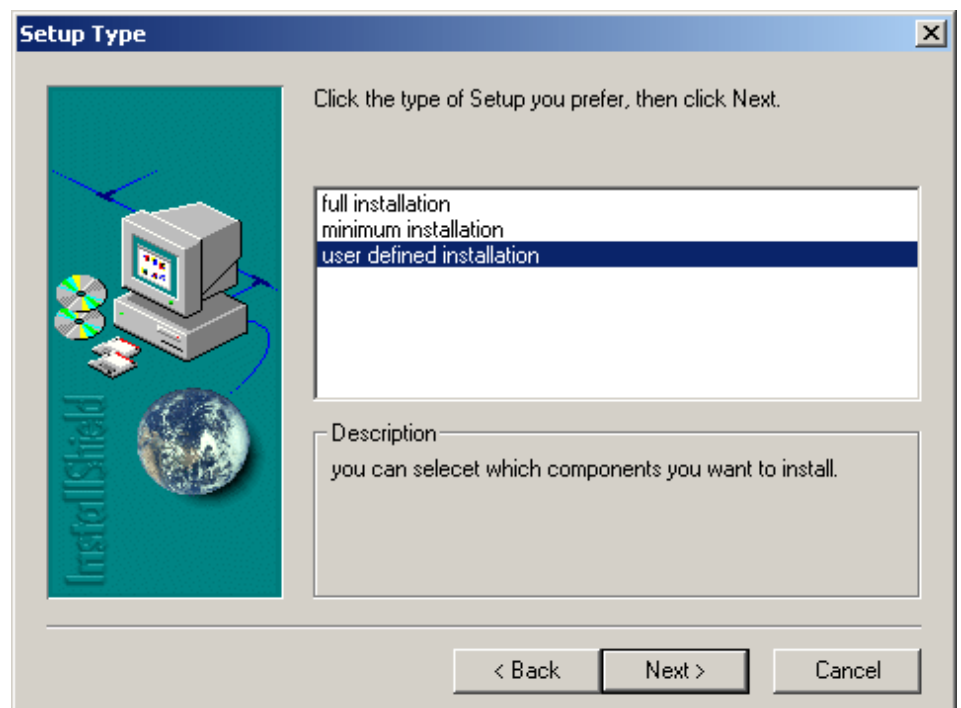 Setup Type
Click the type of Setup you prefer, then click Next.
full installation
minimum installation
user defined installation
Description
you can selecet which components you want to install.
InstallShield
< Back
Next >
Cancel